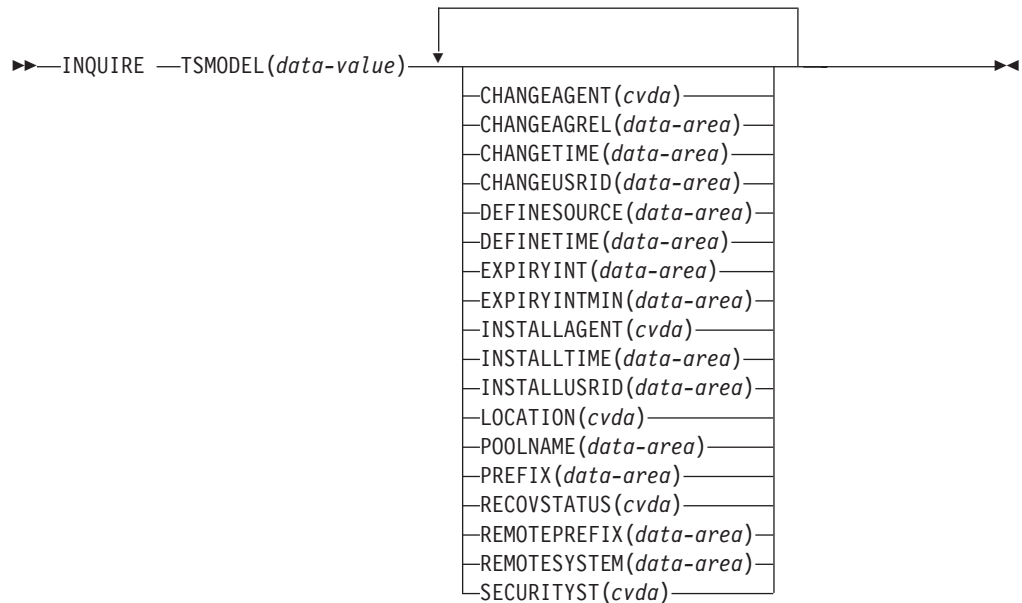 INQUIRE TSMODEL(data-value)
CHANGEAGENT(cvda)
CHANGEAGREL(data-area)
CHANGETIME(data-area)
CHANGEUSRID(data-area)
DEFINESOURCE(data-area)
DEFINETIME(data-area)
EXPIRYINT(data-area)
EXPIRYINTMIN(data-area)
INSTALLAGENT(cvda)
INSTALLTIME(data-area)
INSTALLUSRID(data-area)
LOCATION(cvda)
POOLNAME(data-area)
PREFIX(data-area)
RECOVSTATUS(cvda)
REMOTEPREFIX(data-area)
REMOTESYSTEM(data-area)
SECURITYST(cvda)